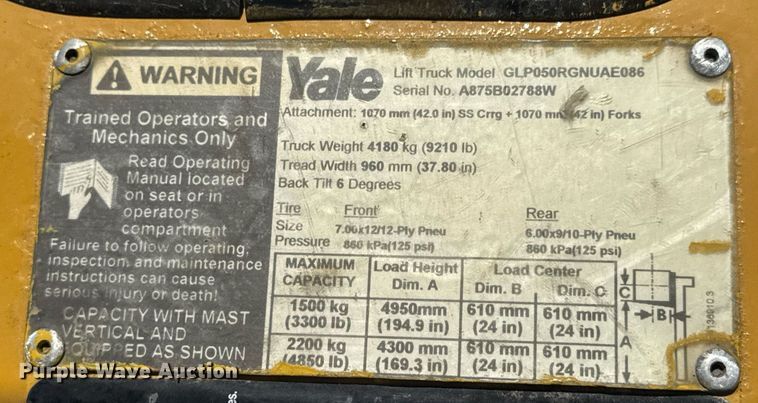 WARNING
Trained Operators and
Mechanics Only
Read Operating
Manual located
on seat or in
operators
compartment
Failure to follow operating,
inspection, and maintenance
instructions can cause
serious injury or death!
CAPACITY WITH MAST
VERTICAL AND
EQUIPPED AS SHOWN
Yale
Lift Truck Model GLP050RGNUAE086
Serial No. A875B02788W
Attachment: 1070 mm (42.0 in) SS Crrg + 1070 mm (42 in) Forks
Truck Weight 4180 kg (9210 lb)
Tread Width 960 mm (37.80 in)
Back Tilt 6 Degrees
Tire Front Rear
Size 7.00x12/12-Ply Pneu 6.00x9/10-Ply Pneu
Pressure 860 kPa(125 psi) 860 kPa(125 psi)
MAXIMUM CAPACITY Load Height Dim. A Load Center Dim. B Dim. C
1500 kg 4950mm 610 mm 610 mm
(3300 lb) (194.9 in) (24 in) (24 in)
2200 kg 4300 mm 610 mm 610 mm
(4850 lb) (169.3 in) (24 in) (24 in)
C
B
A
Purple Wave Auction